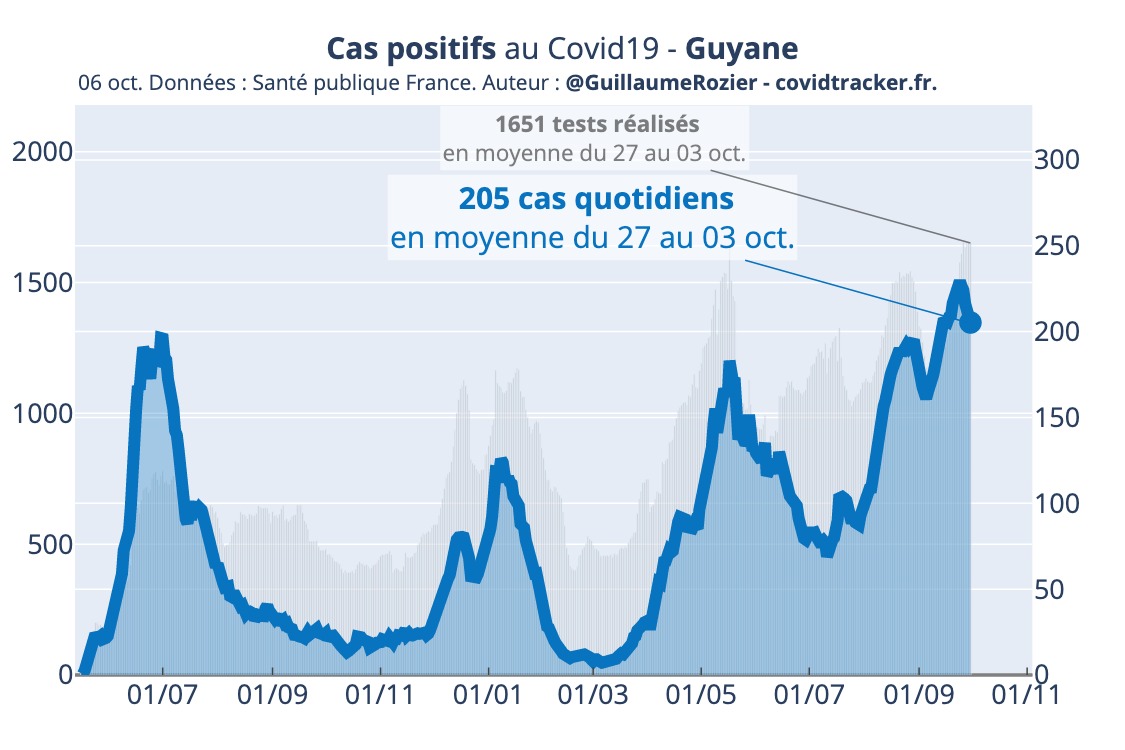 Cas positifs au Covid19 - Guyane
06 oct. Données : Santé publique France. Auteur : @GuillaumeRozier - covidtracker.fr.
1651 tests réalisés
en moyenne du 27 au 03 oct.
205 cas quotidiens
en moyenne du 27 au 03 oct.
2000
1500
1000
500
0
300
250
200
150
100
50
0
01/07 01/09 01/11 01/01 01/03 01/05 01/07 01/09 01/11